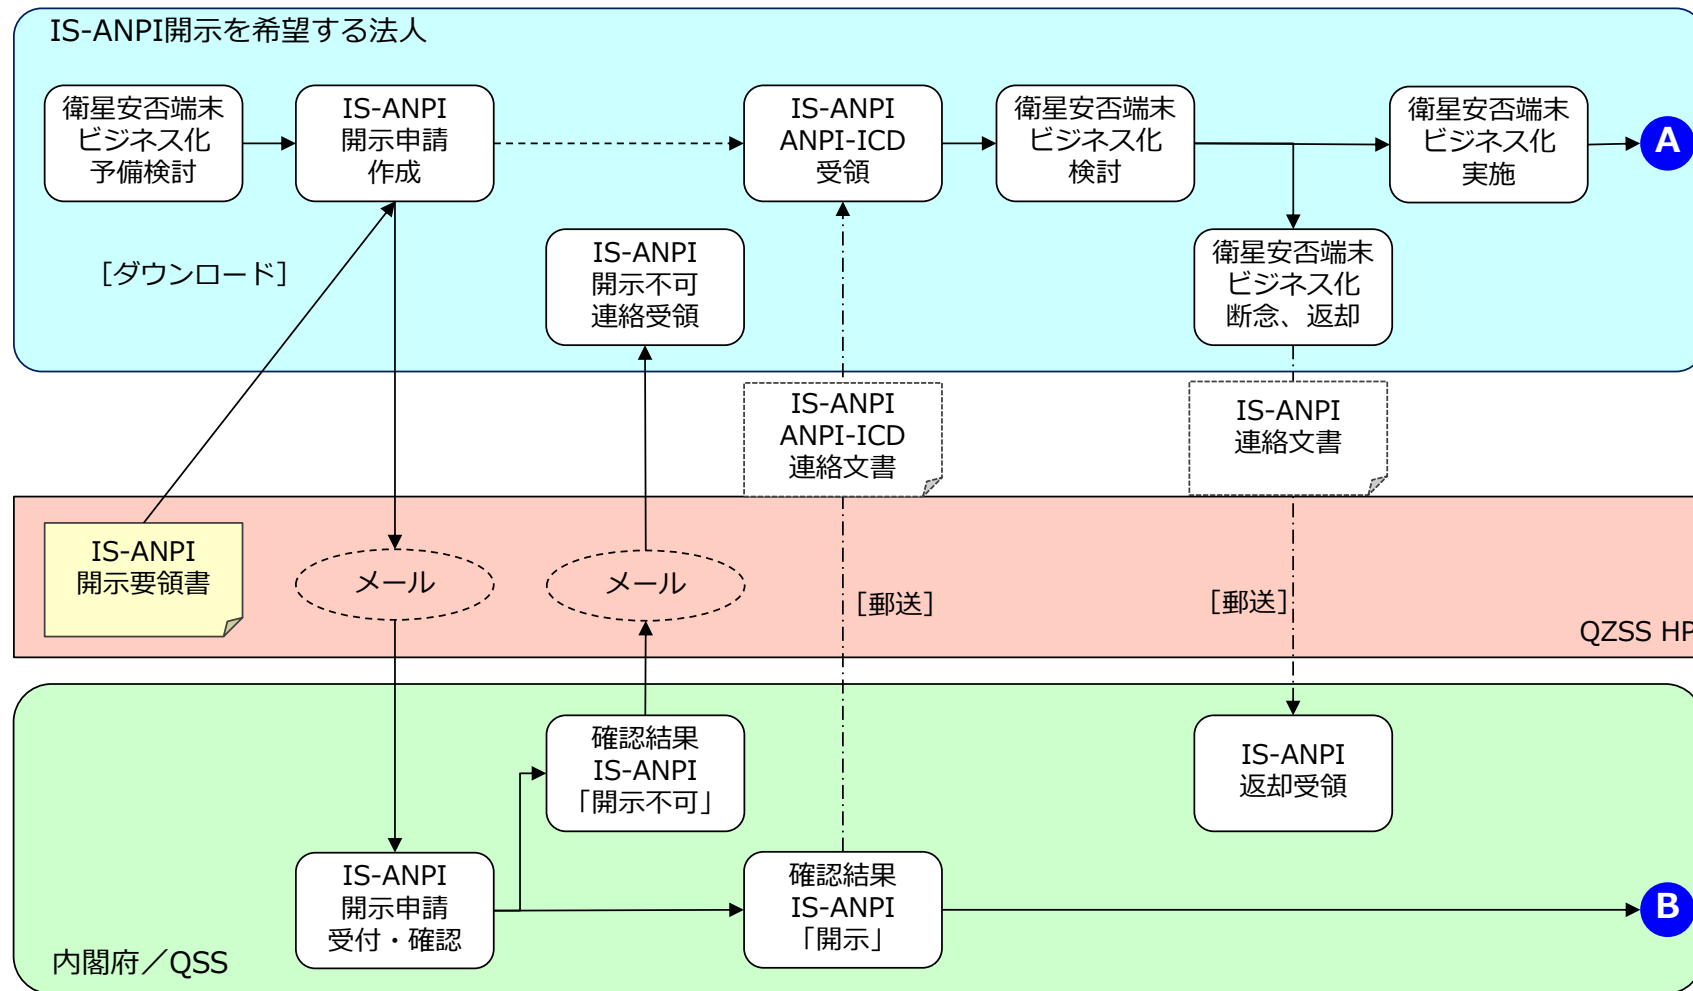 IS-ANPI開示を希望する法人
衛星安否端末
ビジネス化
予備検討
IS-ANPI
開示申請
作成
IS-ANPI
ANPI-ICD
受領
衛星安否端末
ビジネス化
検討
衛星安否端末
ビジネス化
実施
A
[ダウンロード]
IS-ANPI
開示不可
連絡受領
衛星安否端末
ビジネス化
断念、返却
IS-ANPI
ANPI-ICD
連絡文書
IS-ANPI
連絡文書
IS-ANPI
開示要領書
メール
メール
[郵送]
[郵送]
QZSS HP
確認結果
IS-ANPI
「開示不可」
IS-ANPI
返却受領
IS-ANPI
開示申請
受付・確認
確認結果
IS-ANPI
「開示」
B
内閣府／QSS